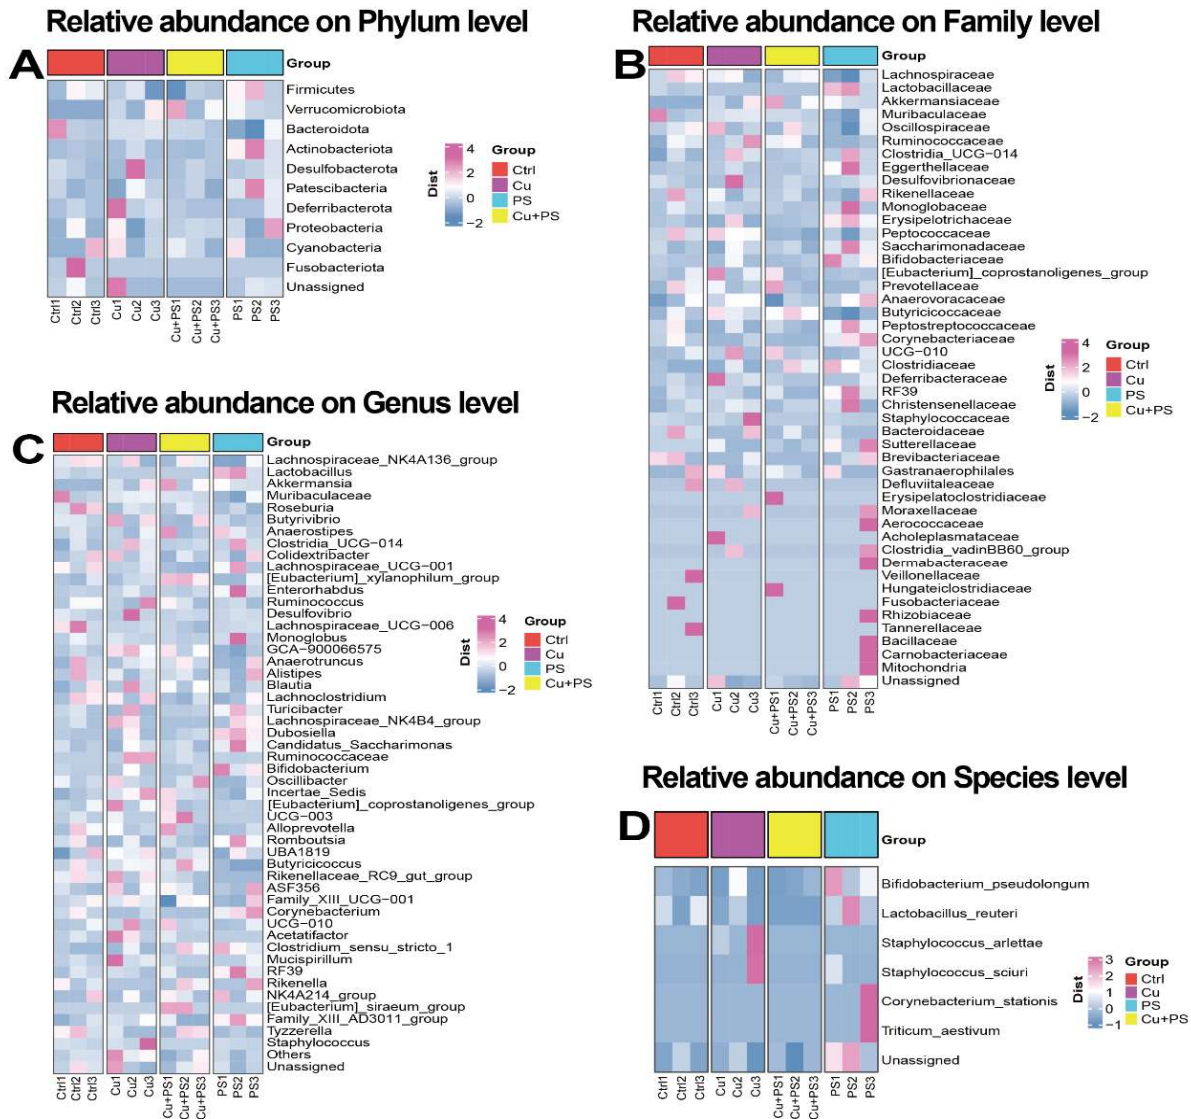 Relative abundance on Phylum level
A
Group
Firmicutes
Verrucomicrobiota
Bacteroidota
Actinobacteriota
Desulfobacterota
Patescibacteria
Deferribacterota
Proteobacteria
Cyanobacteria
Fusobacteriota
Unassigned
Ctrl1
Ctrl2
Ctrl3
Cu1
Cu2
Cu3
Cu+PS1
Cu+PS2
Cu+PS3
PS1
PS2
PS3
Dist
4
2
0
−2
Group
Ctrl
Cu
PS
Cu+PS
Relative abundance on Family level
B
Group
Lachnospiraceae
Lactobacillaceae
Akkermansiaceae
Muribaculaceae
Oscillospiraceae
Ruminococcaceae
Clostridia_UCG−014
Eggerthellaceae
Desulfovibrionaceae
Rikenellaceae
Monoglobaceae
Erysipelotrichaceae
Peptococcaceae
Saccharimonadaceae
Bifidobacteriaceae
[Eubacterium]_coprostanoligenes_group
Prevotellaceae
Anaerovoracaceae
Butyricicoccaceae
Peptostreptococcaceae
Corynebacteriaceae
UCG−010
Clostridiaceae
Deferribacteraceae
RF39
Christensenellaceae
Staphylococcaceae
Bacteroidaceae
Sutterellaceae
Brevibacteriaceae
Gastranaerophilales
Defluviitaleaceae
Erysipelatoclostridiaceae
Moraxellaceae
Aerococcaceae
Acholeplasmataceae
Clostridia_vadinBB60_group
Dermabacteraceae
Veillonellaceae
Hungateiclostridiaceae
Fusobacteriaceae
Rhizobiaceae
Tannerellaceae
Bacillaceae
Carnobacteriaceae
Mitochondria
Unassigned
Ctrl1
Ctrl2
Ctrl3
Cu1
Cu2
Cu3
Cu+PS1
Cu+PS2
Cu+PS3
PS1
PS2
PS3
Dist
4
2
0
−2
Group
Ctrl
Cu
PS
Cu+PS
Relative abundance on Genus level
C
Group
Lachnospiraceae_NK4A136_group
Lactobacillus
Akkermansia
Muribaculaceae
Roseburia
Butyrivibrio
Anaerostipes
Clostridia_UCG−014
Colidextribacter
Lachnospiraceae_UCG−001
[Eubacterium]_xylanophilum_group
Enterorhabdus
Ruminococcus
Desulfovibrio
Lachnospiraceae_UCG−006
Monoglobus
GCA−900066575
Anaerotruncus
Alistipes
Blautia
Lachnoclostridium
Turicibacter
Lachnospiraceae_NK4B4_group
Dubosiella
Candidatus_Saccharimonas
Ruminococcaceae
Bifidobacterium
Oscillibacter
Incertae_Sedis
[Eubacterium]_coprostanoligenes_group
UCG−003
Alloprevotella
Romboutsia
UBA1819
Butyricicoccus
Rikenellaceae_RC9_gut_group
ASF356
Family_XIII_UCG−001
Corynebacterium
UCG−010
Acetatifactor
Clostridium_sensu_stricto_1
Mucispirillum
RF39
Rikenella
NK4A214_group
[Eubacterium]_siraeum_group
Family_XIII_AD3011_group
Tyzzerella
Staphylococcus
Others
Unassigned
Ctrl1
Ctrl2
Ctrl3
Cu1
Cu2
Cu3
Cu+PS1
Cu+PS2
Cu+PS3
PS1
PS2
PS3
Dist
4
2
0
−2
Group
Ctrl
Cu
PS
Cu+PS
Relative abundance on Species level
D
Group
Bifidobacterium_pseudolongum
Lactobacillus_reuteri
Staphylococcus_arlettae
Staphylococcus_sciuri
Corynebacterium_stationis
Triticum_aestivum
Unassigned
Ctrl1
Ctrl2
Ctrl3
Cu1
Cu2
Cu3
Cu+PS1
Cu+PS2
Cu+PS3
PS1
PS2
PS3
Dist
3
2
1
0
−1
Group
Ctrl
Cu
PS
Cu+PS